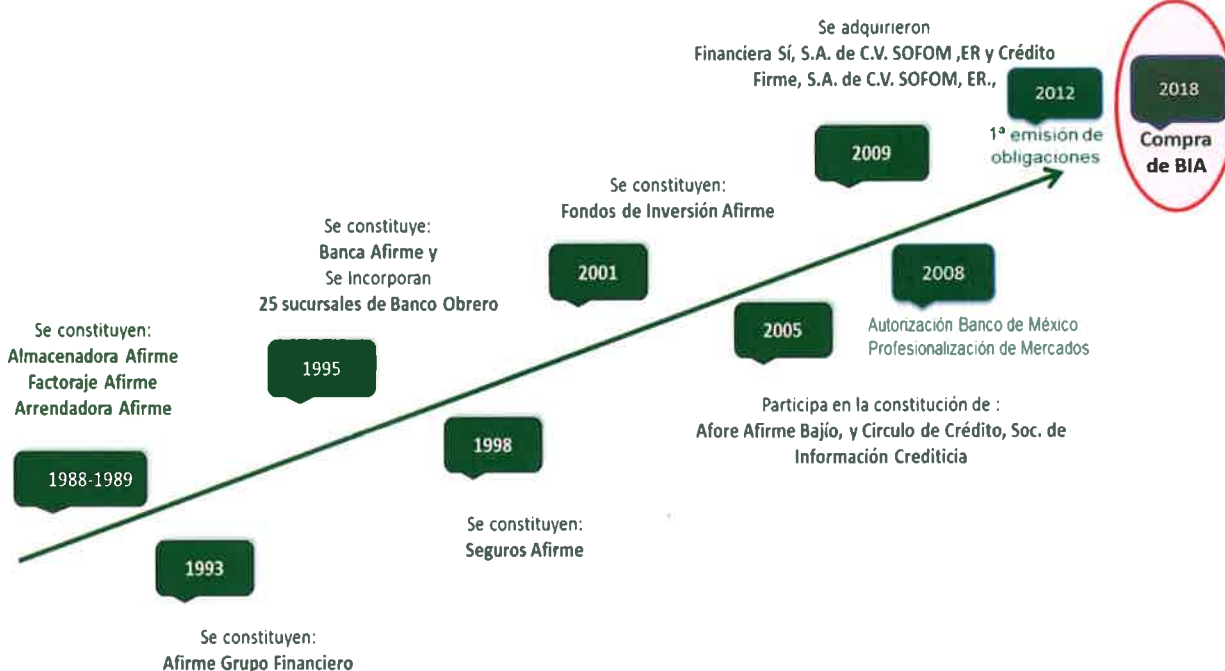 Se adquirieron
Financiera Sí, S.A. de C.V. SOFOM ,ER y Crédito
Firme, S.A. de C.V. SOFOM, ER.,
2012
1ª emisión de
obligaciones
2018
Compra
de BIA
2009
Se constituyen:
Fondos de Inversión Afirme
2001
2008
Autorización Banco de México:
Profesionalización de Mercados
2005
Participa en la constitución de :
Afore Afirme Bajío, y Circulo de Crédito, Soc. de
Información Crediticia
Se constituye:
Banca Afirme y
Se Incorporan
25 sucursales de Banco Obrero
1995
1998
Se constituyen:
Seguros Afirme
Se constituyen:
Almacenadora Afirme
Factoraje Afirme
Arrendadora Afirme
1988-1989
1993
Se constituyen:
Afirme Grupo Financiero